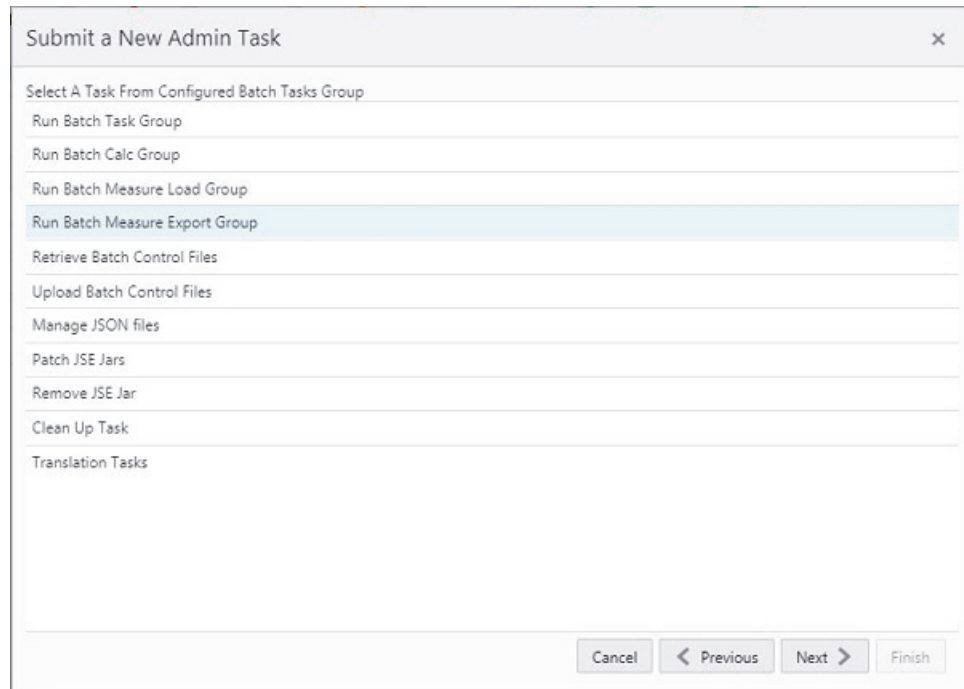 Submit a New Admin Task
Select A Task From Configured Batch Tasks Group
Run Batch Task Group
Run Batch Calc Group
Run Batch Measure Load Group
Run Batch Measure Export Group
Retrieve Batch Control Files
Upload Batch Control Files
Manage JSON files
Patch JSE Jars
Remove JSE Jar
Clean Up Task
Translation Tasks
Cancel Previous Next Finish